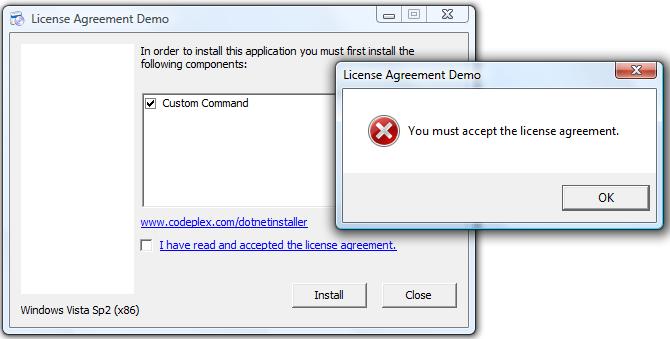 License Agreement Demo
In order to install this application you must first install the
following components:
Custom Command
www.codeplex.com/dotnetinstaller
I have read and accepted the license agreement.
Install
Close
Windows Vista Sp2 (x86)
License Agreement Demo
You must accept the license agreement.
OK